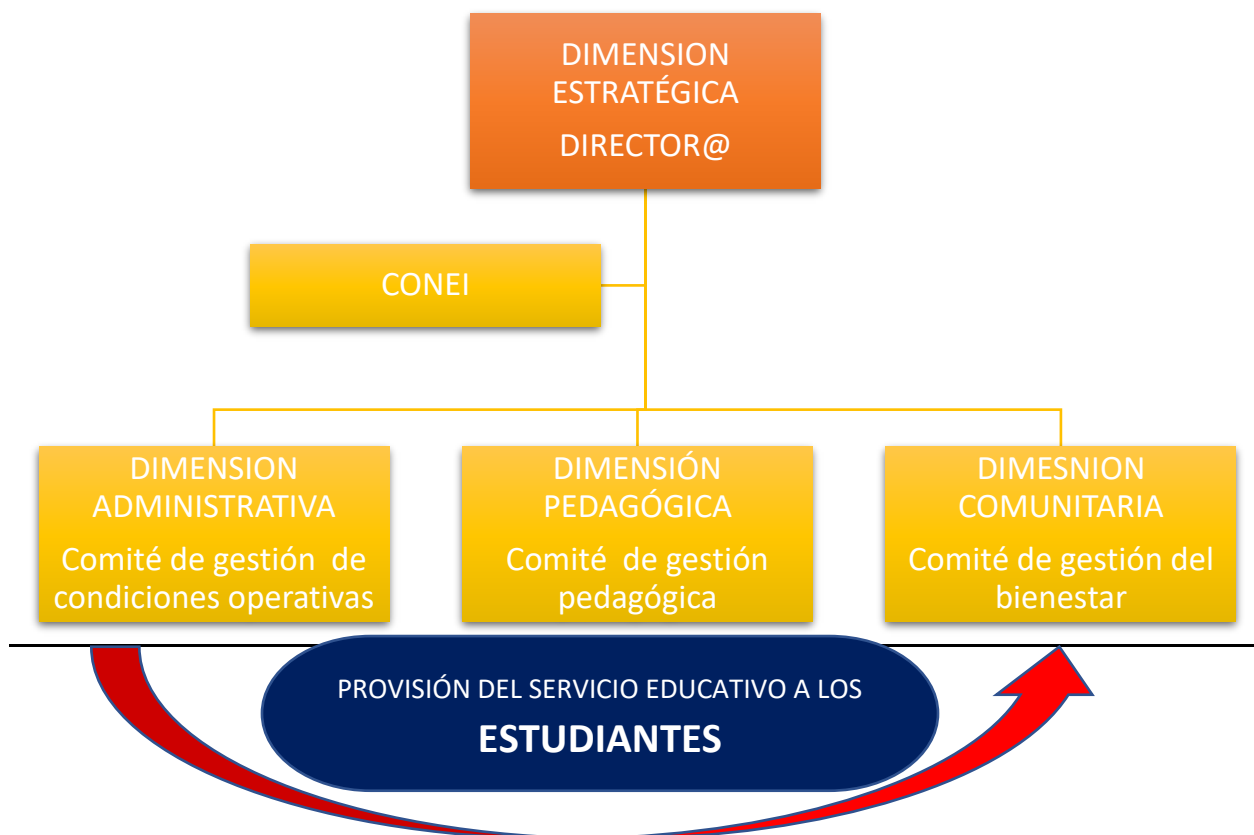 DIMENSION
ESTRATÉGICA
DIRECTOR@
CONEI
DIMENSION
ADMINISTRATIVA
Comité de gestión de
condiciones operativas
DIMENSIÓN
PEDAGÓGICA
Comité de gestión
pedagógica
DIMESNION
COMUNITARIA
Comité de gestión del
bienestar
PROVISIÓN DEL SERVICIO EDUCATIVO A LOS
ESTUDIANTES